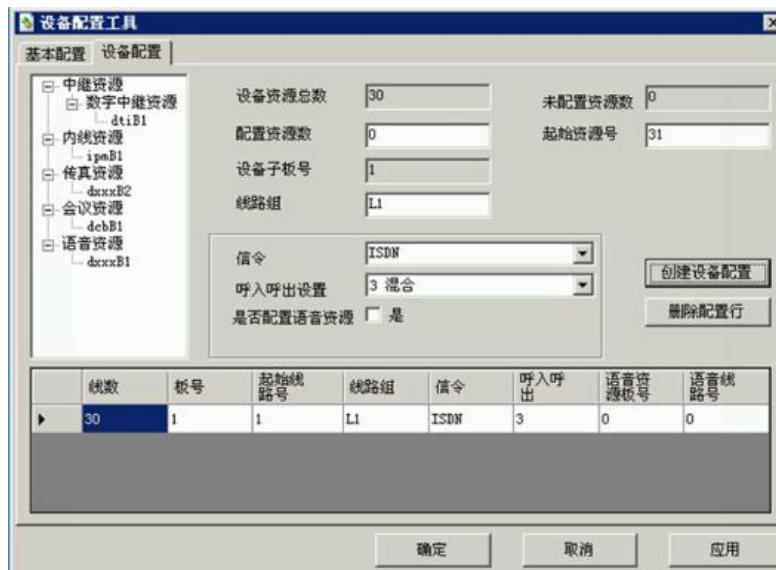 设备配置工具
基本配置 设备配置
中继资源
数字中继资源
dtiB1
内线资源
ipmB1
传真资源
dxxxB2
会议资源
dcbB1
语音资源
dxxxB1
设备资源总数 30 未配置资源数 0
配置资源数 0 起始资源号 31
设备子板号 1
线路组 L1
信令 ISDN
呼入呼出设置 3 混合
是否配置语音资源 是
创建设备配置
删除配置行
线数 板号 起始线路号 线路组 信令 呼入呼出 语音资源板号 语音线路号
30 1 1 L1 ISDN 3 0 0
确定 取消 应用